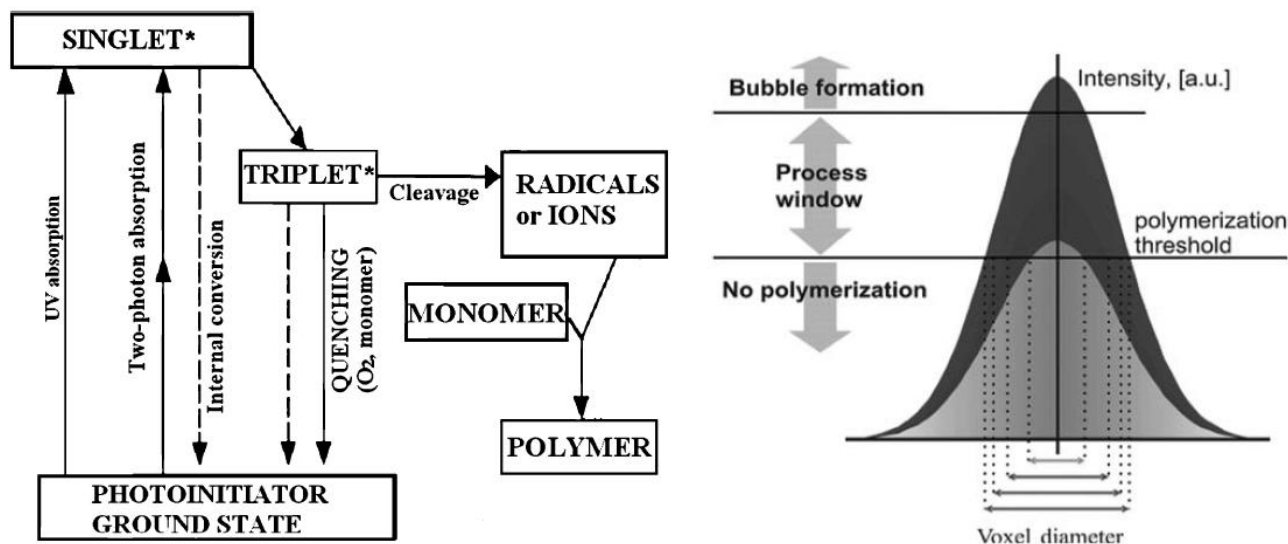 SINGLET*
UV absorption
Two-photon absorption
Internal conversion
TRIPLET*
QUENCHING
(O2, monomer)
Cleavage
RADICALS
or IONS
MONOMER
POLYMER
PHOTOINITIATOR
GROUND STATE
Intensity, [a.u.]
Bubble formation
Process
window
polymerization
threshold
No polymerization
Voxel diameter